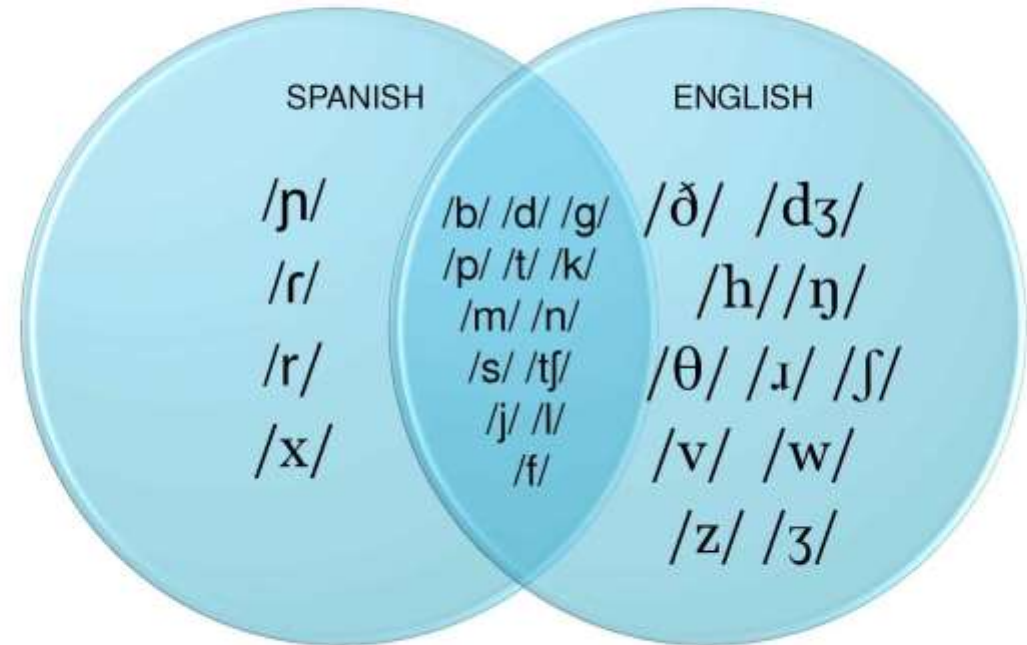 SPANISH
/ɲ/
/ɾ/
/r/
/x/
/b/ /d/ /g/
/p/ /t/ /k/
/m/ /n/
/s/ /tʃ/
/j/ /l/
/f/
ENGLISH
/ð/ /dʒ/
/h/ /ŋ/
/θ/ /ɹ/ /ʃ/
/v/ /w/
/z/ /ʒ/